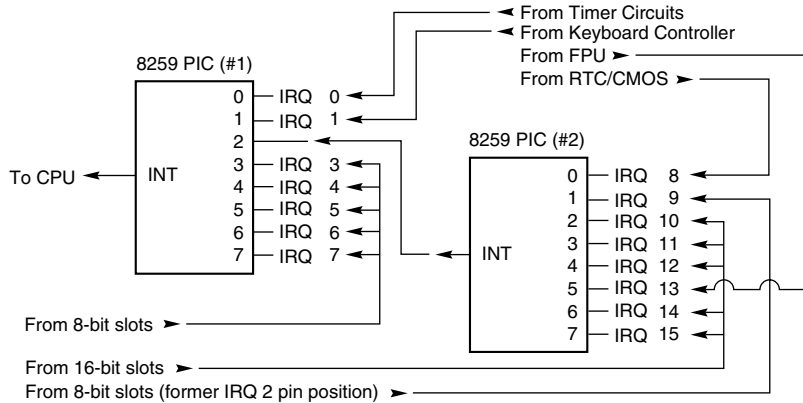 From Timer Circuits
From Keyboard Controller
From FPU
From RTC/CMOS
8259 PIC (#1)
0 IRQ 0
1 IRQ 1
2
3 IRQ 3
4 IRQ 4
5 IRQ 5
6 IRQ 6
7 IRQ 7
INT
To CPU
8259 PIC (#2)
0 IRQ 8
1 IRQ 9
2 IRQ 10
3 IRQ 11
4 IRQ 12
5 IRQ 13
6 IRQ 14
7 IRQ 15
INT
From 8-bit slots
From 16-bit slots
From 8-bit slots (former IRQ 2 pin position)